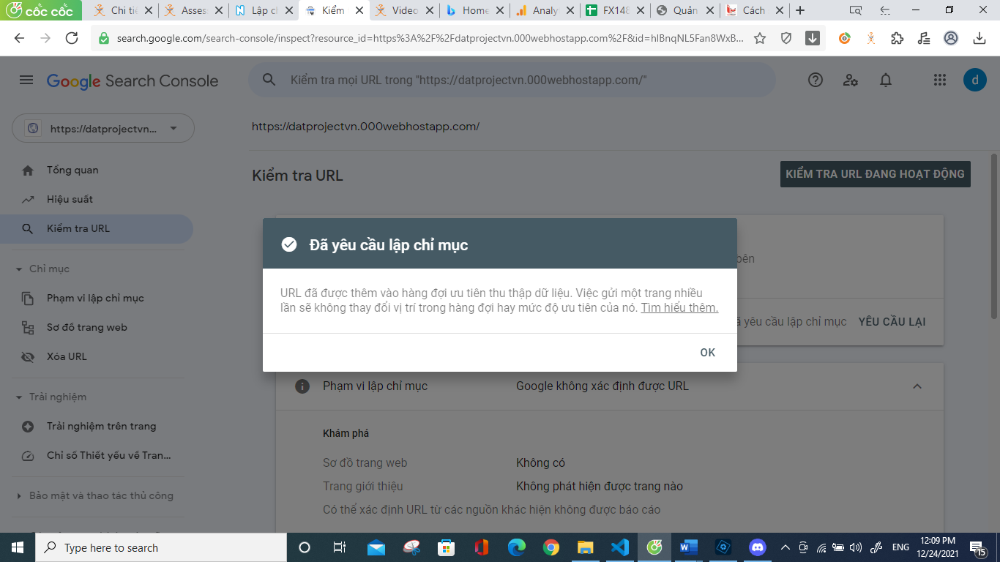 cốc cốc
Chi tiế
Assess
Lập ch
Kiểm
Video
Home
Analy
FX148
Quản
Cách
search.google.com/search-console/inspect?resource_id=https%3A%2F%2Fdatprojectvn.000webhostapp.com%2F&id=hIBnqNL5Fan8WxB...
Google Search Console
Kiểm tra mọi URL trong "https://datprojectvn.000webhostapp.com/"
d
https://datprojectvn...
https://datprojectvn.000webhostapp.com/
Tổng quan
Hiệu suất
Kiểm tra URL
Chỉ mục
Phạm vi lập chỉ mục
Sơ đồ trang web
Xóa URL
Trải nghiệm
Trải nghiệm trên trang
Chỉ số Thiết yếu về Tran...
Bảo mật và thao tác thủ công
Kiểm tra URL
KIỂM TRA URL ĐANG HOẠT ĐỘNG
Đã yêu cầu lập chỉ mục
URL đã được thêm vào hàng đợi ưu tiên thu thập dữ liệu. Việc gửi một trang nhiều
lần sẽ không thay đổi vị trí trong hàng đợi hay mức độ ưu tiên của nó. Tìm hiểu thêm.
OK
bên
ã yêu cầu lập chỉ mục YÊU CẦU LẠI
Phạm vi lập chỉ mục Google không xác định được URL
Khám phá
Sơ đồ trang web Không có
Trang giới thiệu Không phát hiện được trang nào
Có thể xác định URL từ các nguồn khác hiện không được báo cáo
Type here to search
ENG
12:09 PM
12/24/2021
15